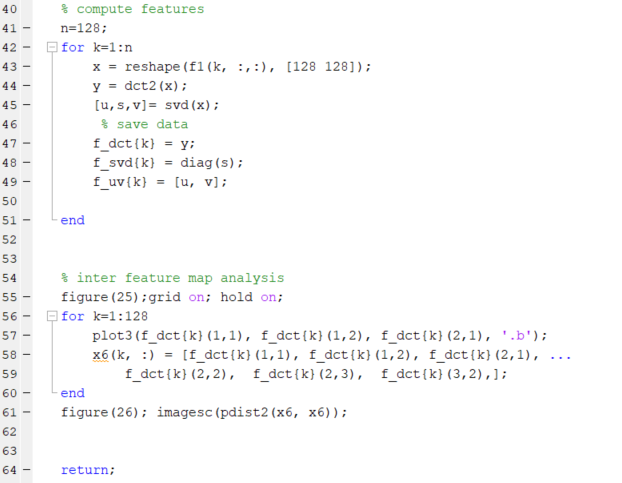 40 % compute features
41 – n=128;
42 – for k=1:n
43 – x = reshape(f1(k, :,:), [128 128]);
44 – y = dct2(x);
45 – [u,s,v]= svd(x);
46 % save data
47 – f_dct{k} = y;
48 – f_svd{k} = diag(s);
49 – f_uv{k} = [u, v];
50
51 – end
52
53
54 % inter feature map analysis
55 – figure(25);grid on; hold on;
56 – for k=1:128
57 – plot3(f_dct{k}(1,1), f_dct{k}(1,2), f_dct{k}(2,1), '.b');
58 – x6(k, :) = [f_dct{k}(1,1), f_dct{k}(1,2), f_dct{k}(2,1), ...
59 f_dct{k}(2,2), f_dct{k}(2,3), f_dct{k}(3,2),];
60 – end
61 – figure(26); imagesc(pdist2(x6, x6));
62
63
64 – return;